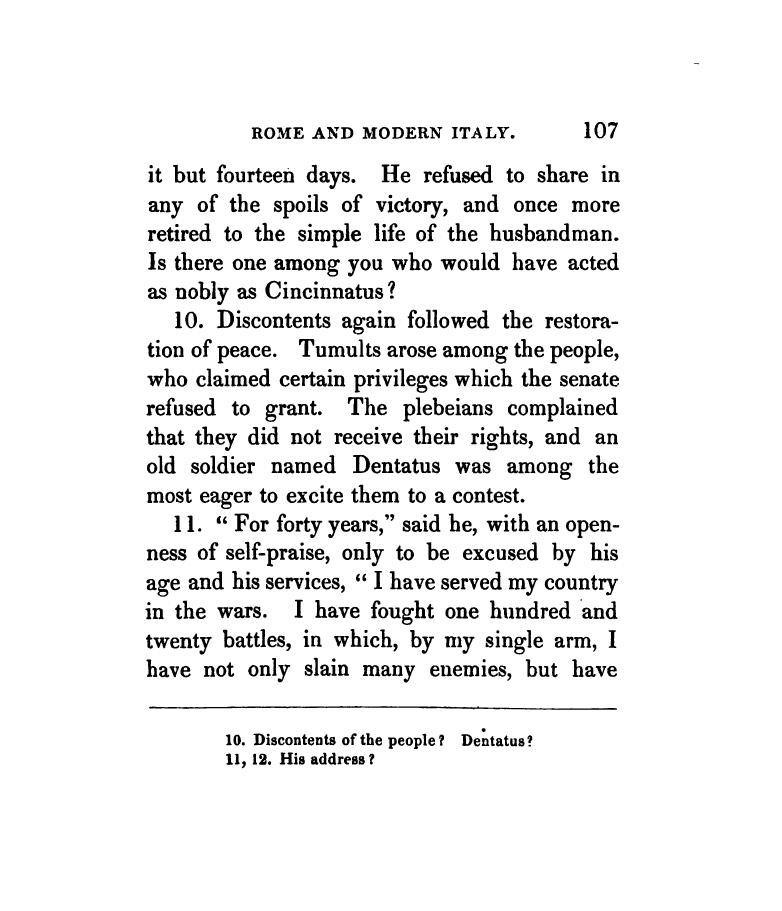 ROME AND MODERN ITALY. 107
it but fourteen days. He refused to share in
any of the spoils of victory, and once more
retired to the simple life of the husbandman.
Is there one among you who would have acted
as nobly as Cincinnatus?
10. Discontents again followed the restora-
tion of peace. Tumults arose among the people,
who claimed certain privileges which the senate
refused to grant. The plebeians complained
that they did not receive their rights, and an
old soldier named Dentatus was among the
most eager to excite them to a contest.
11. “ For forty years,” said he, with an open-
ness of self-praise, only to be excused by his
age and his services, “ I have served my country
in the wars. I have fought one hundred and
twenty battles, in which, by my single arm, I
have not only slain many enemies, but have
10. Discontents of the people? Dentatus?
11, 12. His address?